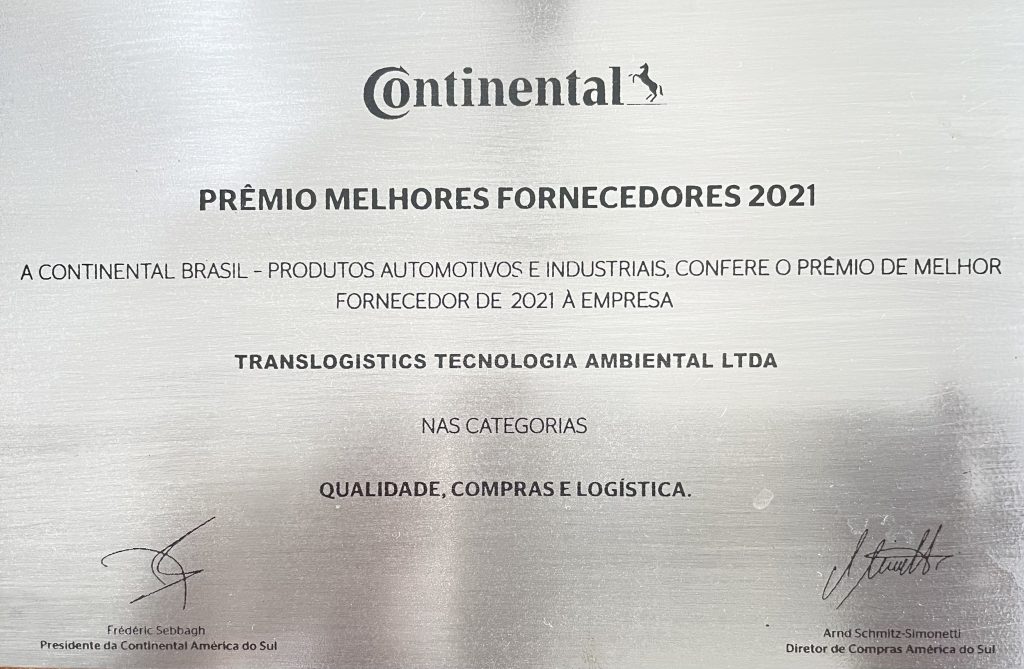 Continental
PRÊMIO MELHORES FORNECEDORES 2021
A CONTINENTAL BRASIL - PRODUTOS AUTOMOTIVOS E INDUSTRIAIS, CONFERE O PRÊMIO DE MELHOR
FORNECEDOR DE 2021 À EMPRESA
TRANSLOGISTICS TECNOLOGIA AMBIENTAL LTDA
NAS CATEGORIAS
QUALIDADE, COMPRAS E LOGÍSTICA.
Frédéric Sebbagh
Presidente da Continental América do Sul
Arnd Schmitz-Simonetti
Diretor de Compras América do Sul